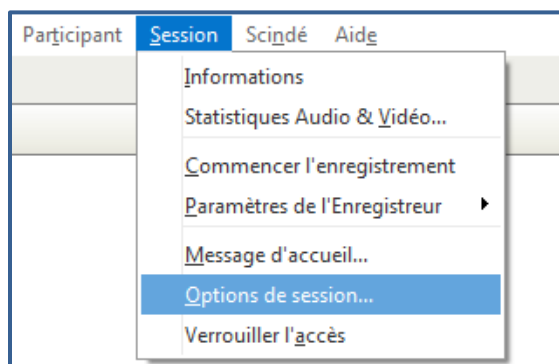 Participant Session Scindé Aide
Informations
Statistiques Audio & Vidéo...
Commencer l'enregistrement
Paramètres de l'Enregistreur
Message d'accueil...
Options de session...
Verrouiller l'accès